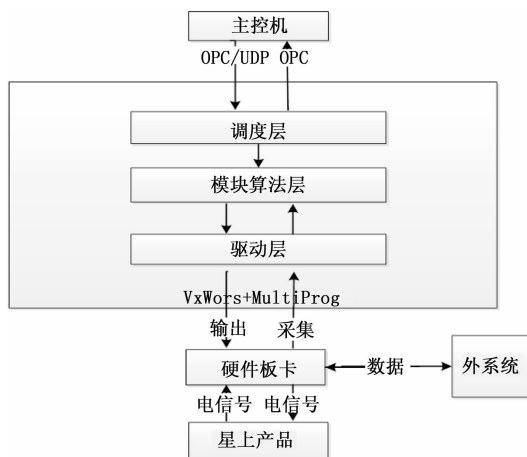 主控机
OPC/UDP OPC
调度层
模块算法层
驱动层
VxWors+MultiProg
输出 采集
硬件板卡 数据 外系统
电信号 电信号
星上产品